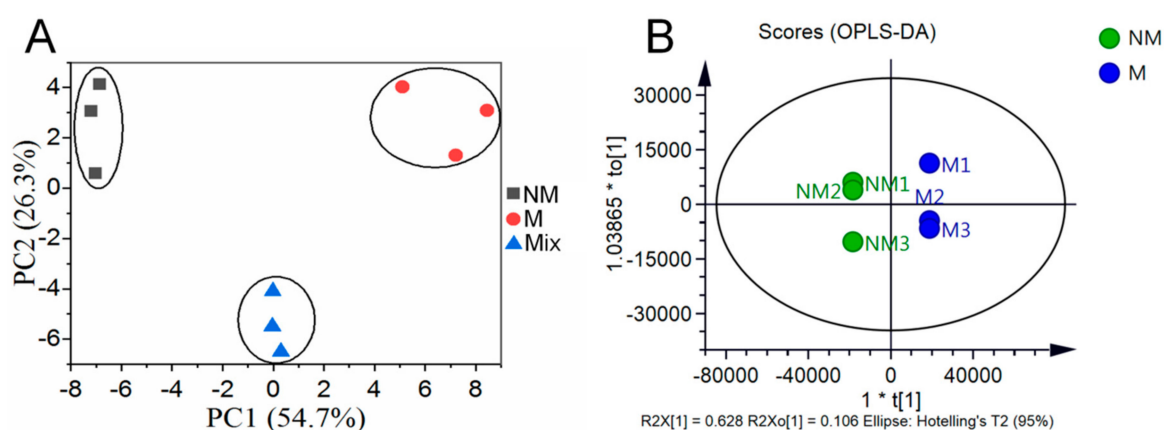 A
PC2 (26.3%)
4
2
0
-2
-4
-6
-8 -6 -4 -2 0 2 4 6 8
PC1 (54.7%)
NM
M
Mix
B
Scores (OPLS-DA)
NM
M
1.03865 * to[1]
30000
15000
0
-15000
-30000
NM1
NM2
NM3
M1
M2
M3
-80000 -40000 0 40000
1 * t[1]
R2X[1] = 0.628 R2Xo[1] = 0.106 Ellipse: Hotelling's T2 (95%)